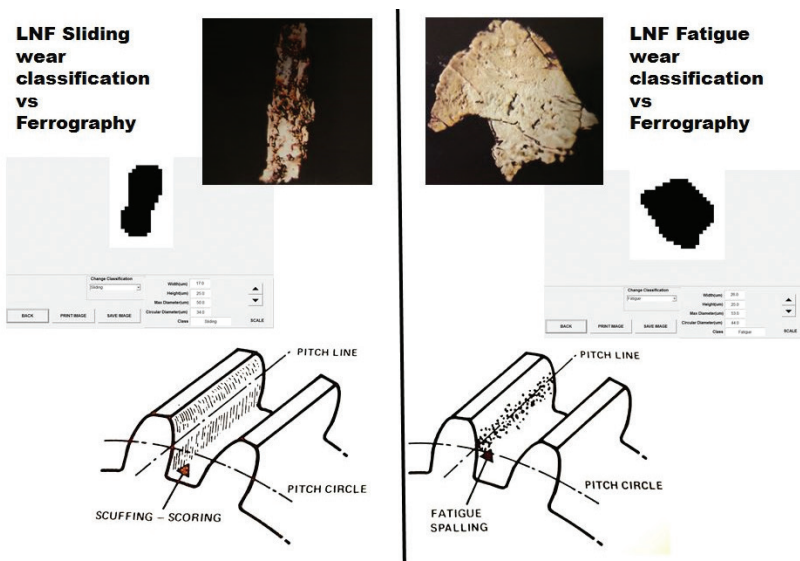 LNF Sliding
wear
classification
vs
Ferrography
Change Classification
Sliding
Width(um)
Height(um)
Max Diameter(um)
Circular Diameter(um)
Class
Sliding
BACK
PRINT IMAGE
SAVE IMAGE
SCALE
PITCH LINE
PITCH CIRCLE
SCUFFING – SCORING
LNF Fatigue
wear
classification
vs
Ferrography
Change Classification
Fatigue
Width(um)
Height(um)
Max Diameter(um)
Circular Diameter(um)
Class
Fatigue
BACK
PRINT IMAGE
SAVE IMAGE
SCALE
PITCH LINE
PITCH CIRCLE
FATIGUE
SPALLING